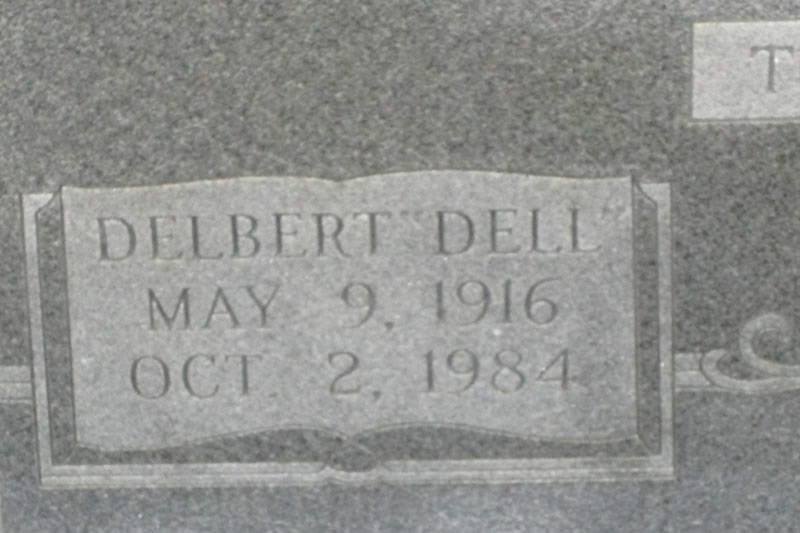 T
DELBERT "DELL"
MAY 9, 1916
OCT. 2, 1984